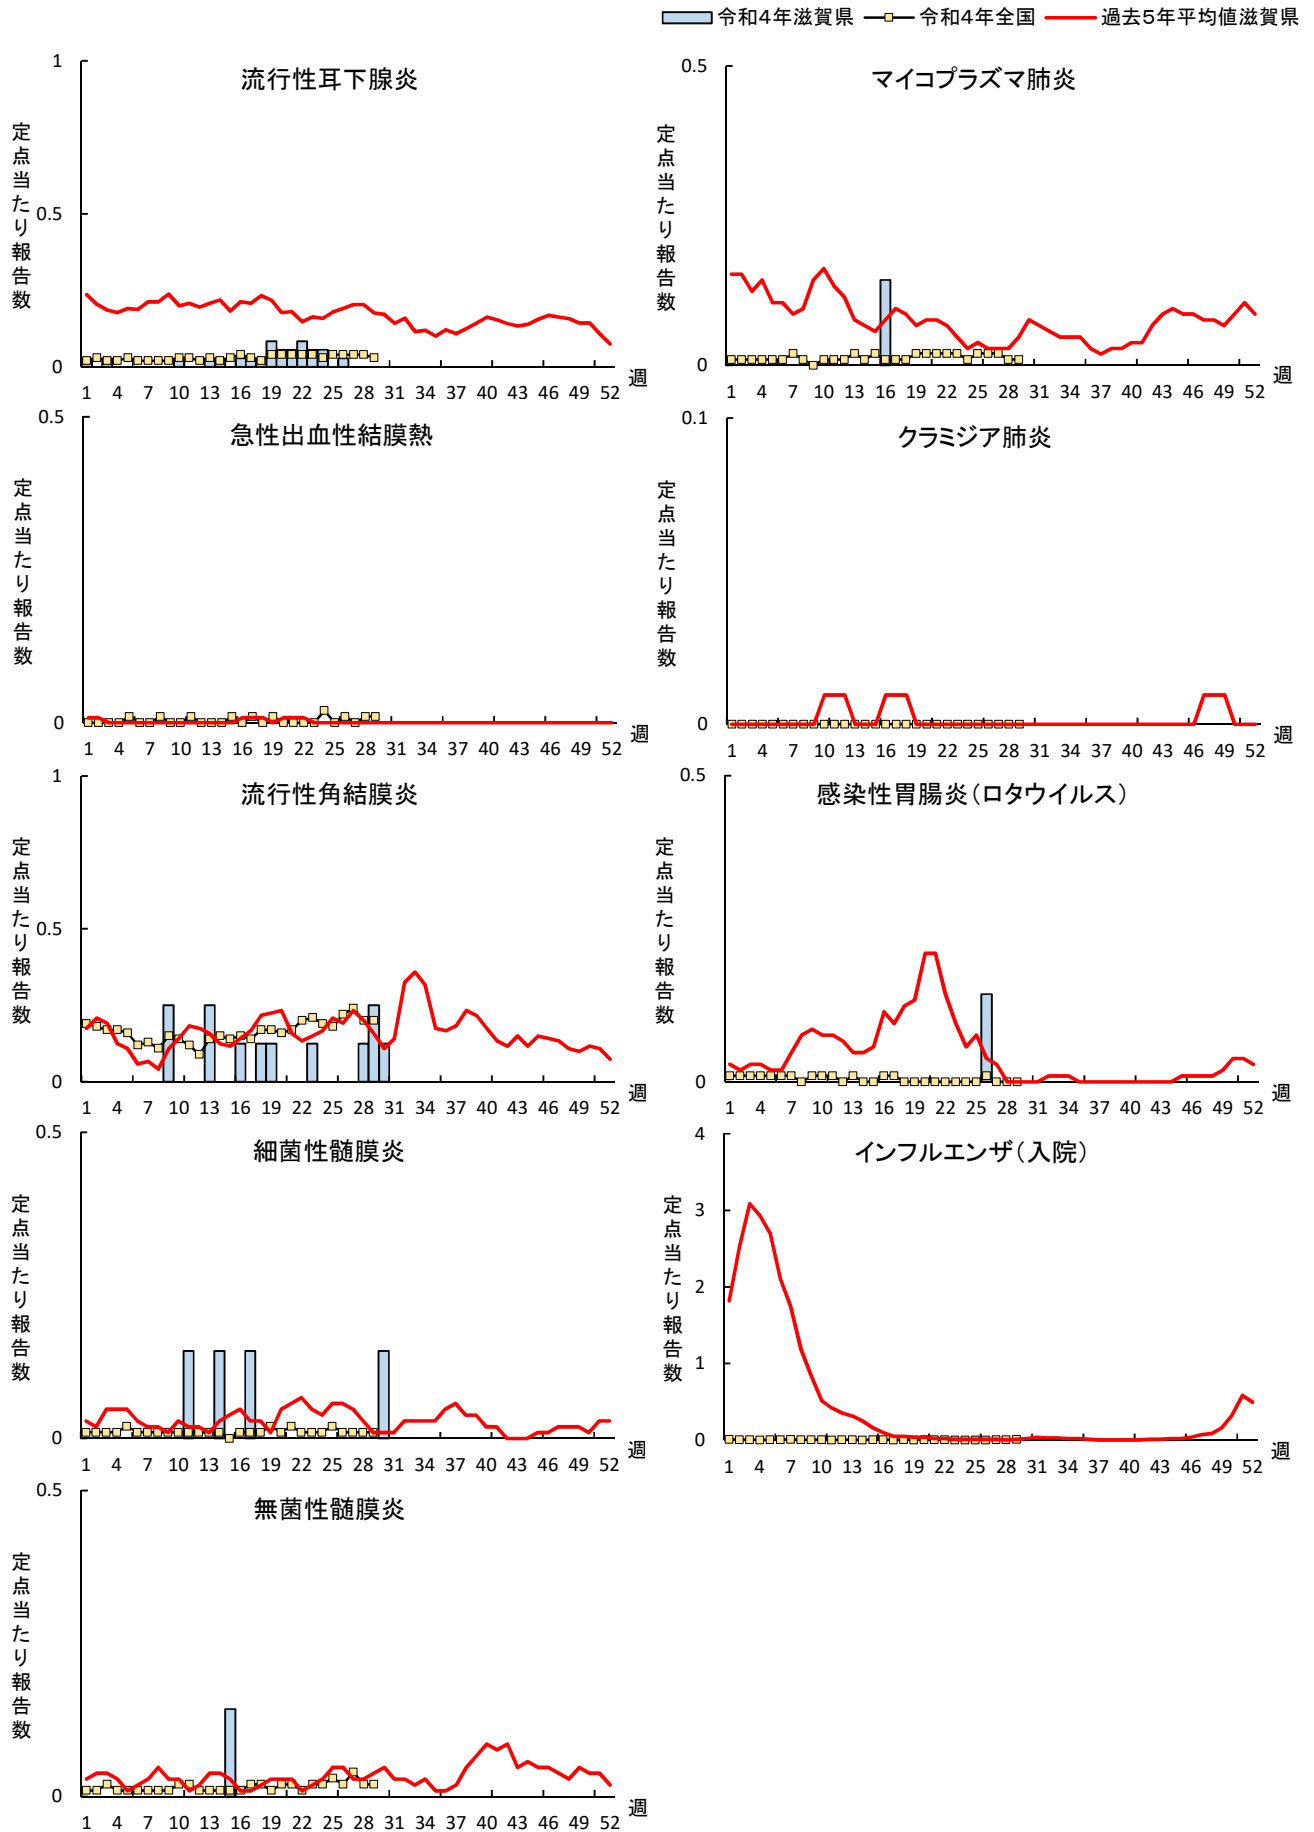 令和4年滋賀県 令和4年全国 過去5年平均値滋賀県
流行性耳下腺炎
定点当たり報告数
1
0.5
0
1 4 7 10 13 16 19 22 25 28 31 34 37 40 43 46 49 52 週
マイコプラズマ肺炎
定点当たり報告数
0.5
0
1 4 7 10 13 16 19 22 25 28 31 34 37 40 43 46 49 52 週
急性出血性結膜熱
定点当たり報告数
0.5
0
1 4 7 10 13 16 19 22 25 28 31 34 37 40 43 46 49 52 週
クラミジア肺炎
定点当たり報告数
0.1
0
1 4 7 10 13 16 19 22 25 28 31 34 37 40 43 46 49 52 週
流行性角結膜炎
定点当たり報告数
1
0.5
0
1 4 7 10 13 16 19 22 25 28 31 34 37 40 43 46 49 52 週
感染性胃腸炎（ロタウイルス）
定点当たり報告数
0.5
0
1 4 7 10 13 16 19 22 25 28 31 34 37 40 43 46 49 52 週
細菌性髄膜炎
定点当たり報告数
0.5
0
1 4 7 10 13 16 19 22 25 28 31 34 37 40 43 46 49 52 週
インフルエンザ（入院）
定点当たり報告数
4
3
2
1
0
1 4 7 10 13 16 19 22 25 28 31 34 37 40 43 46 49 52 週
無菌性髄膜炎
定点当たり報告数
0.5
0
1 4 7 10 13 16 19 22 25 28 31 34 37 40 43 46 49 52 週